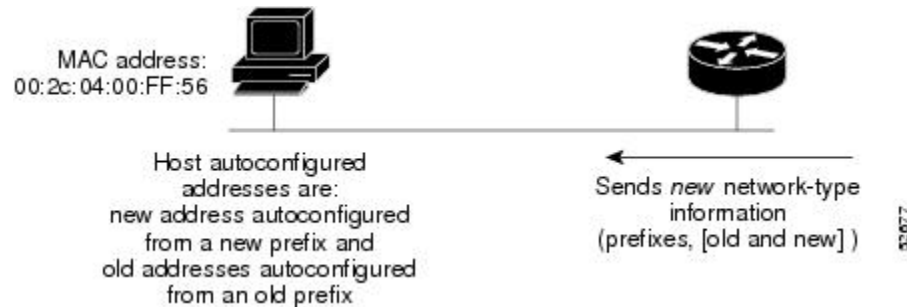 MAC address:
00:2c:04:00:FF:56
Host autoconfigured
addresses are:
new address autoconfigured
from a new prefix and
old addresses autoconfigured
from an old prefix
Sends new network-type
information
(prefixes, [old and new] )
52677